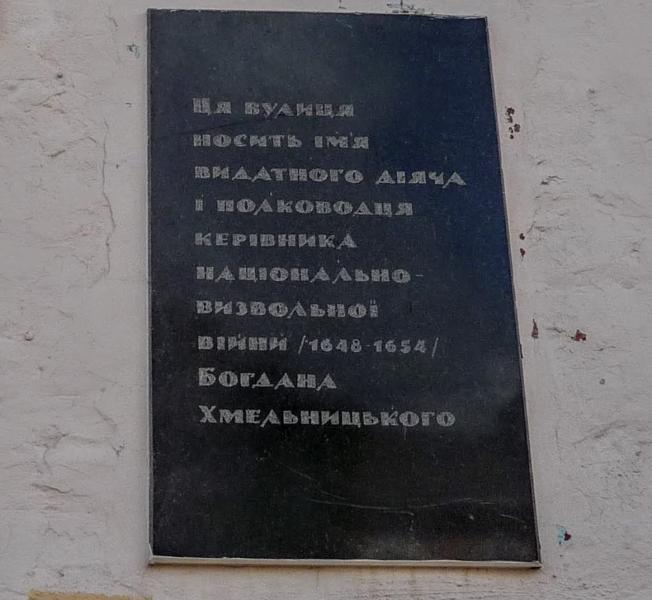 Ця вулиця
носить ім'я
видатного діяча
і полководця
керівника
національно-
визвольної
війни /1648-1654/
Богдана
Хмельницького